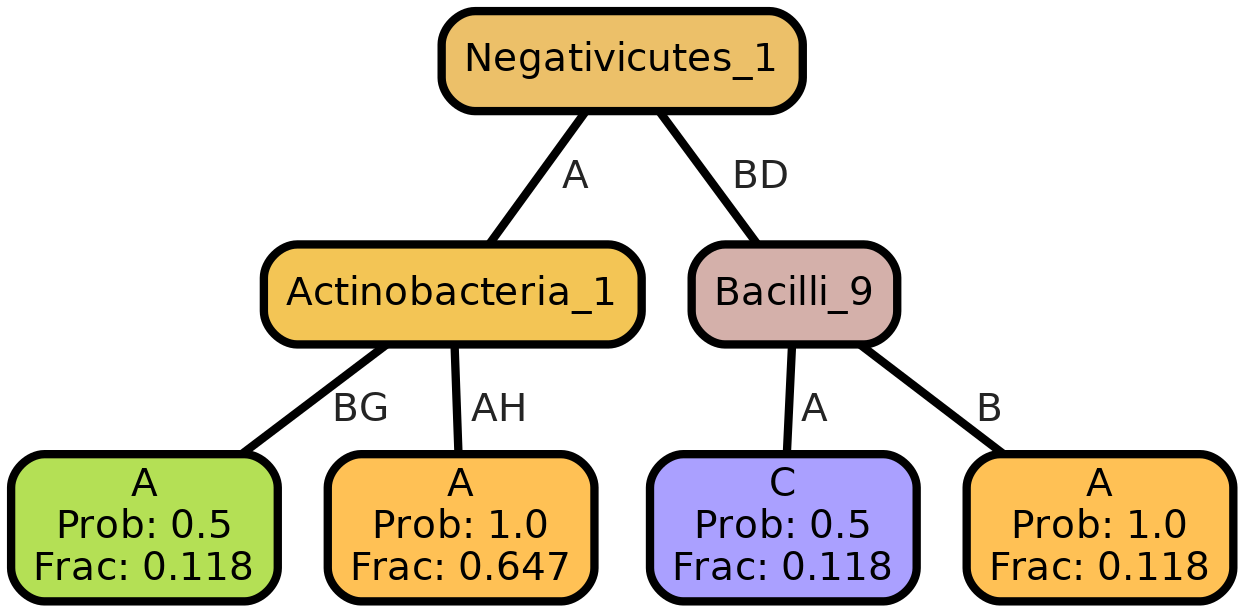 Negativicutes_1
A
BD
Actinobacteria_1
Bacilli_9
BG
AH
A
B
A
Prob: 0.5
Frac: 0.118
A
Prob: 1.0
Frac: 0.647
C
Prob: 0.5
Frac: 0.118
A
Prob: 1.0
Frac: 0.118